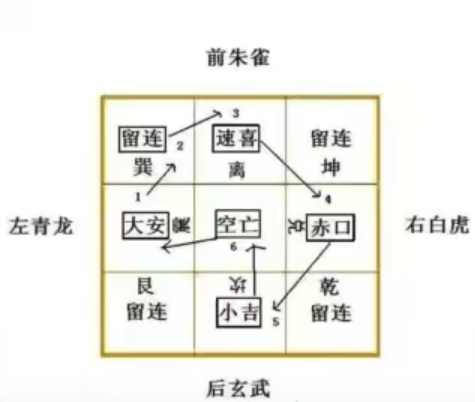 前朱雀
留连 2 速喜 3 留连
巽 离 坤
左青龙 1 大安 震 空亡 6 兑 赤口 4 右白虎
艮 坎 乾
留连 小吉 5 留连
后玄武